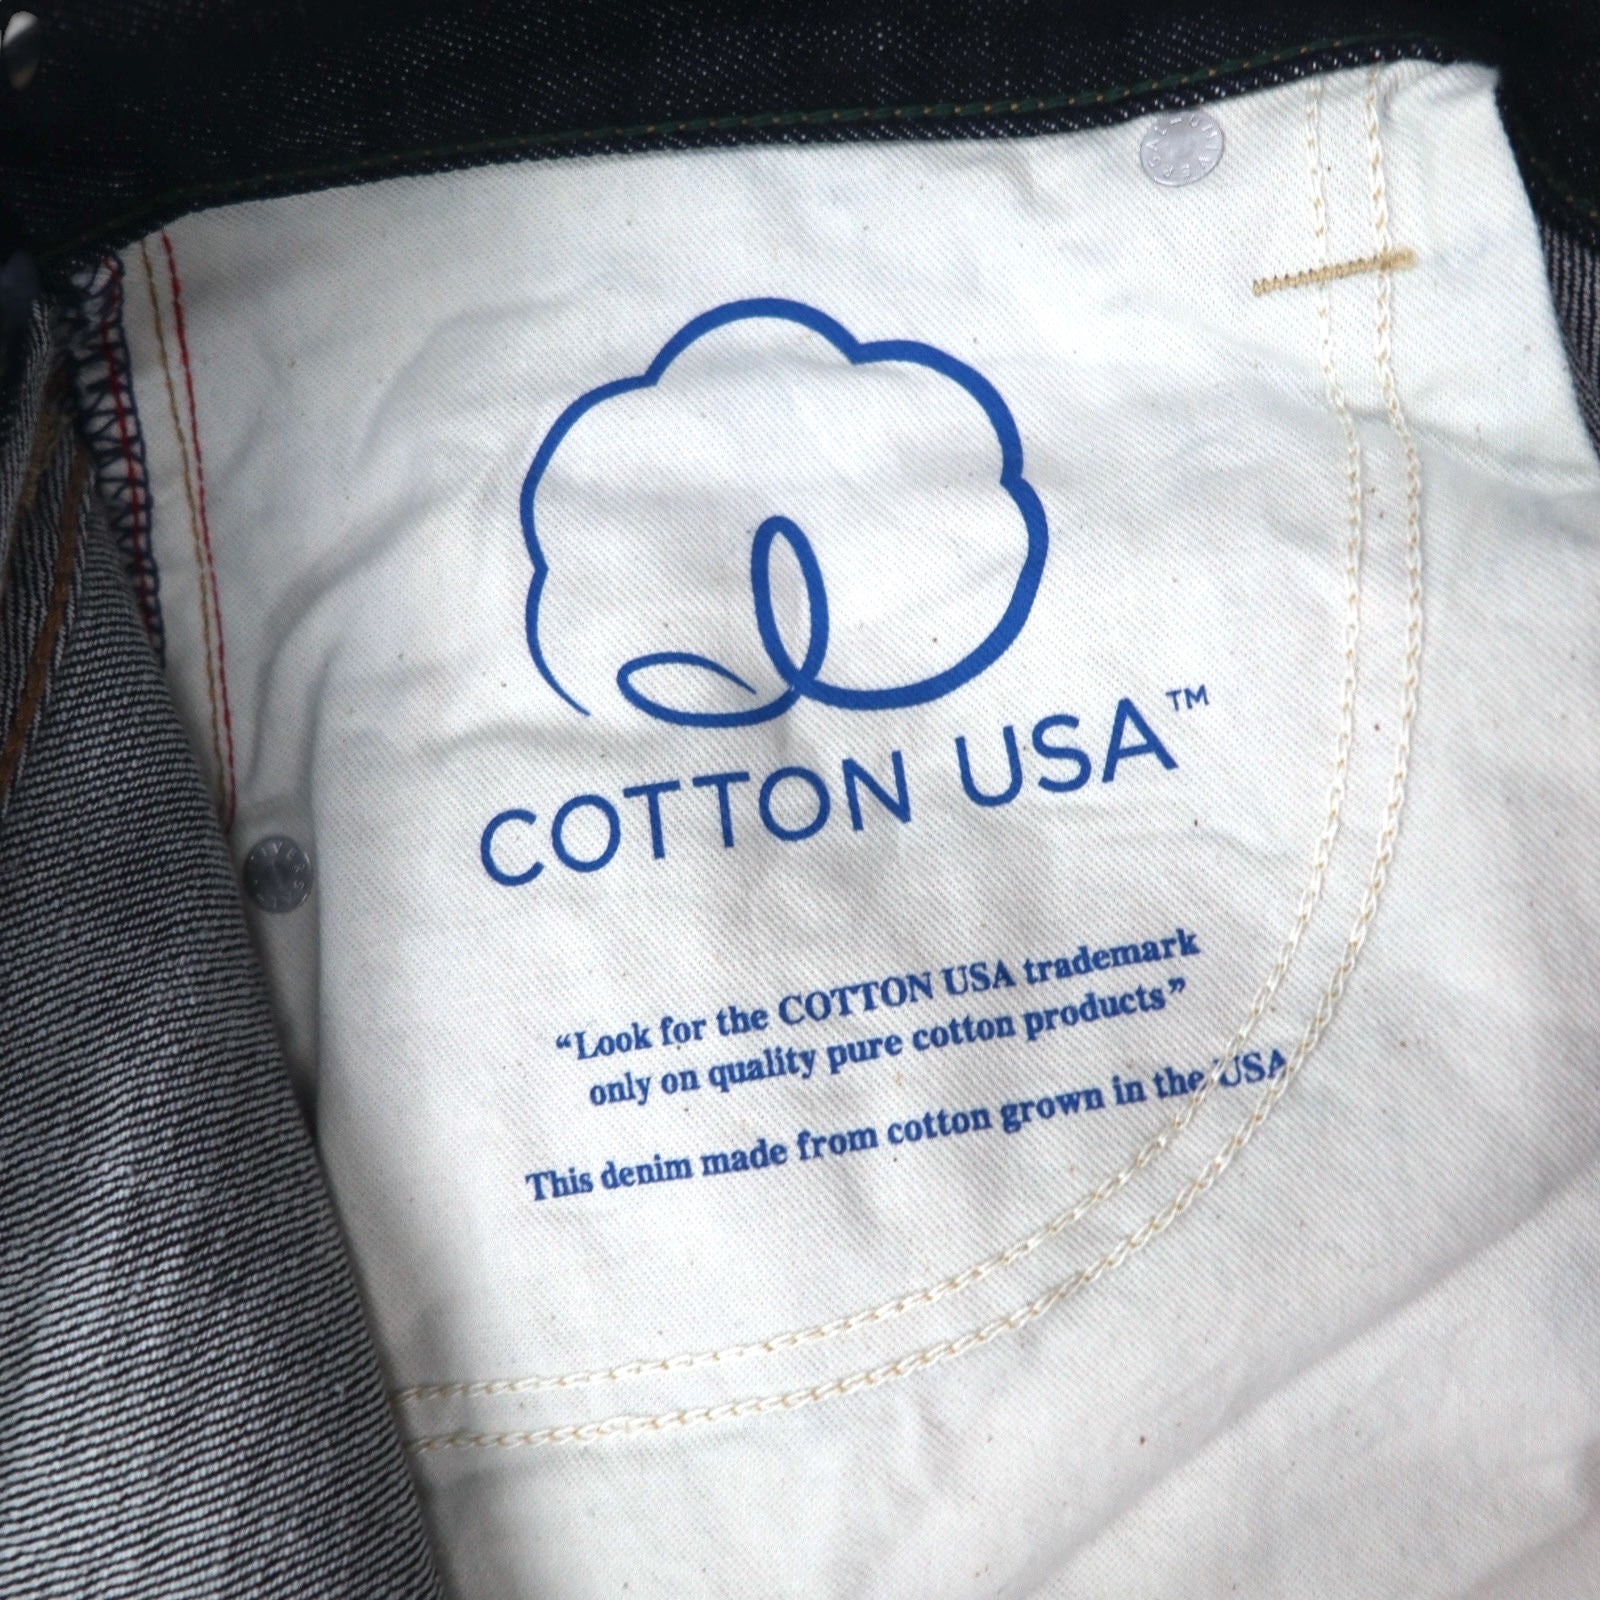 UNIVERSAL
COTTON USA™
“Look for the COTTON USA trademark
only on quality pure cotton products”
This denim made from cotton grown in the USA